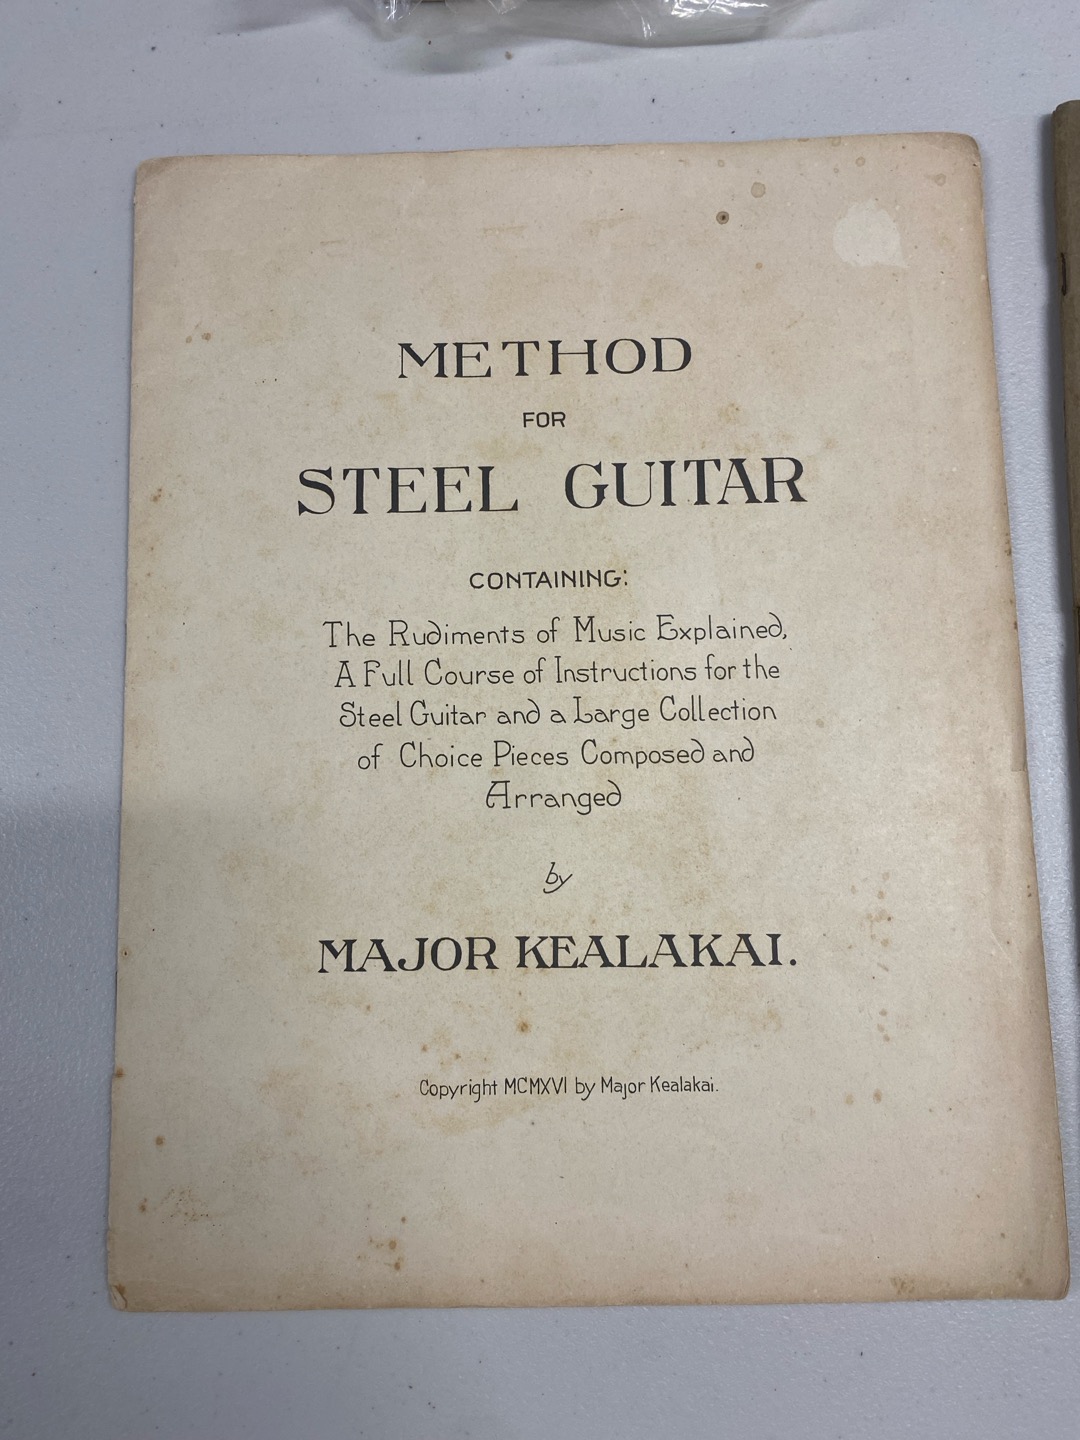 METHOD
FOR
STEEL GUITAR
CONTAINING:
The Rudiments of Music Explained,
A Full Course of Instructions for the
Steel Guitar and a Large Collection
of Choice Pieces Composed and
Arranged
by
MAJOR KEALAKAI.
Copyright MCMXVI by Major Kealakai.